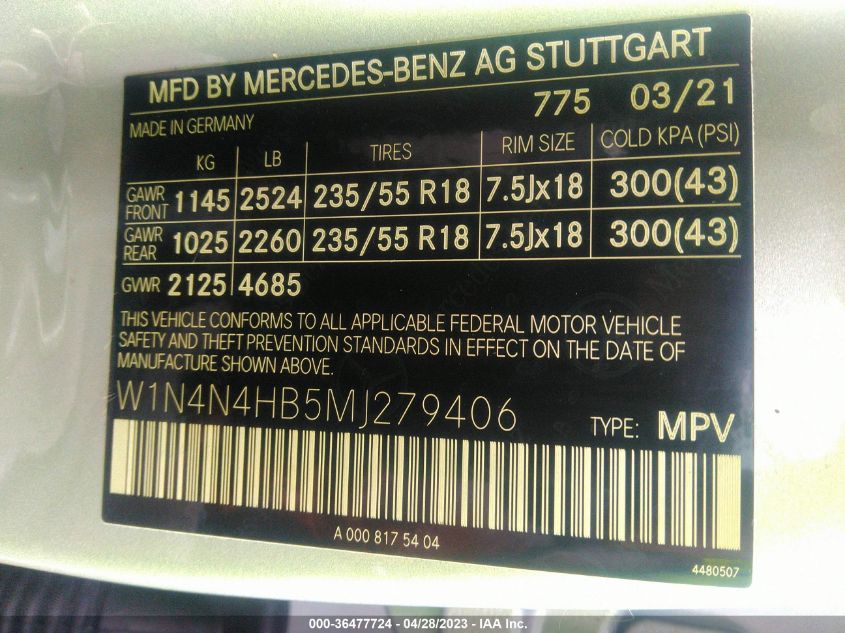 MFD BY MERCEDES-BENZ AG STUTTGART
775 03/21
MADE IN GERMANY
KG LB TIRES RIM SIZE COLD KPA (PSI)
GAWR FRONT 1145 2524 235/55 R18 7.5Jx18 300(43)
GAWR REAR 1025 2260 235/55 R18 7.5Jx18 300(43)
GVWR 2125 4685
THIS VEHICLE CONFORMS TO ALL APPLICABLE FEDERAL MOTOR VEHICLE
SAFETY AND THEFT PREVENTION STANDARDS IN EFFECT ON THE DATE OF
MANUFACTURE SHOWN ABOVE.
W1N4N4HB5MJ279406
TYPE: MPV
A 000 817 54 04
4480507
000-36477724 - 04/28/2023 - IAA Inc.